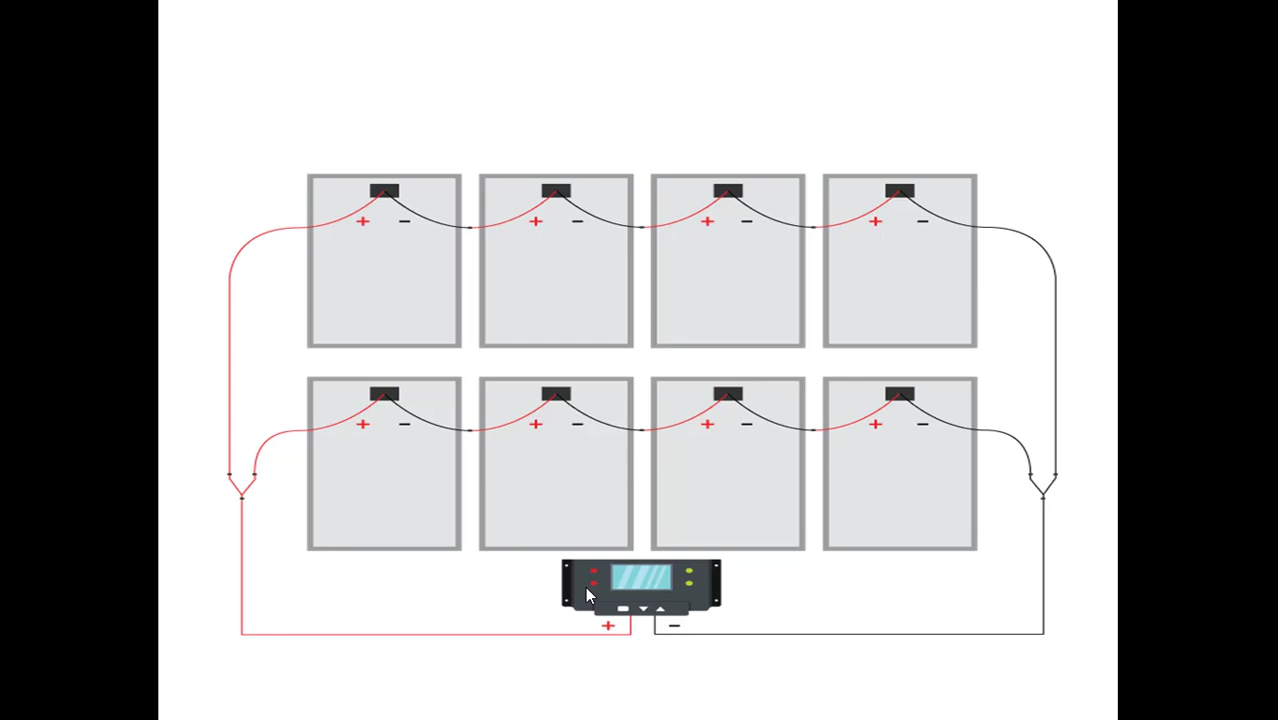 + − + − + − + −
+ − + − + − + −
+ −